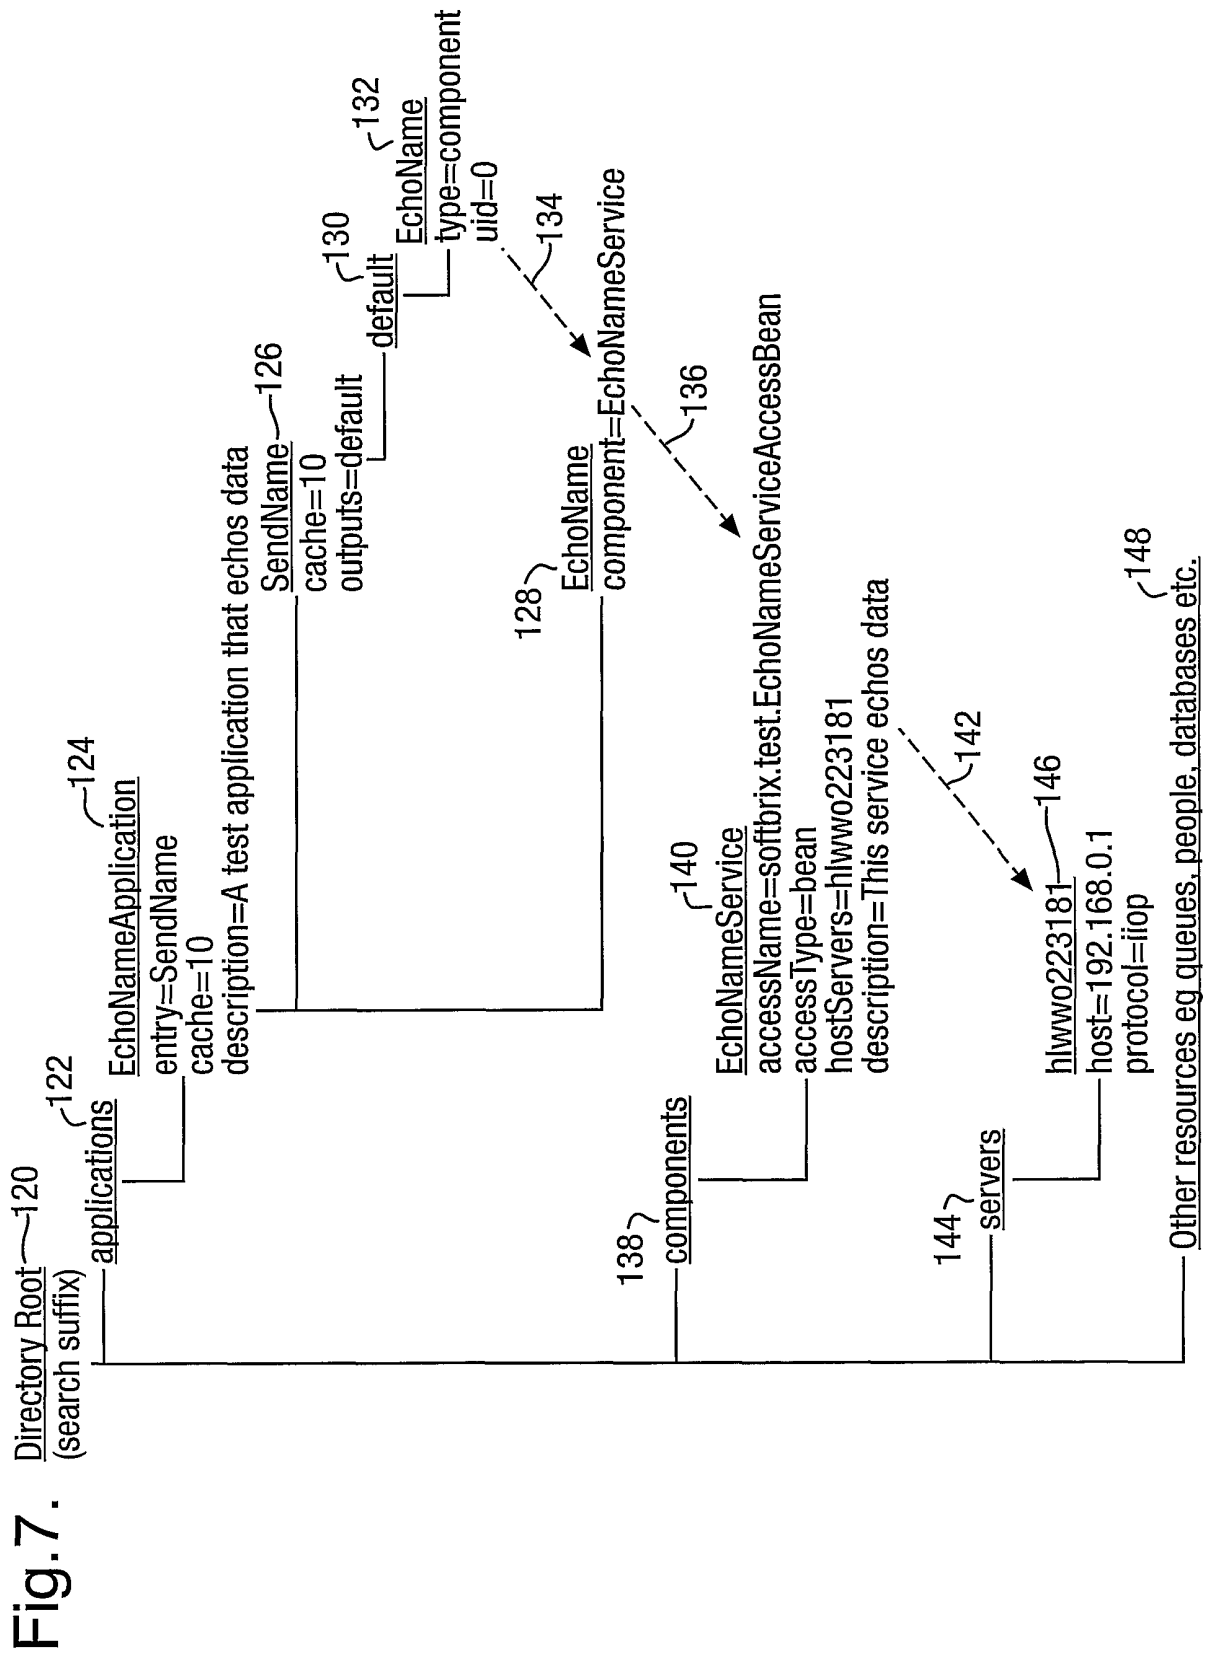 Fig.7.
Directory Root 120
(search suffix)
applications 122
EchoNameApplication 124
entry=SendName
cache=10
description=A test application that echos data
SendName 126
cache=10
outputs=default
default 130
EchoName 132
type=component
uid=0
134
128 EchoName
component=EchoNameService
136
138 components
EchoNameService 140
accessName=softbrix.test.EchoNameServiceAccessBean
accessType=bean
hostServers=hlwwo223181
description=This service echos data
142
144 servers
hlwwo223181 146
host=192.168.0.1
protocol=iiop
Other resources eg queues, people, databases etc. 148